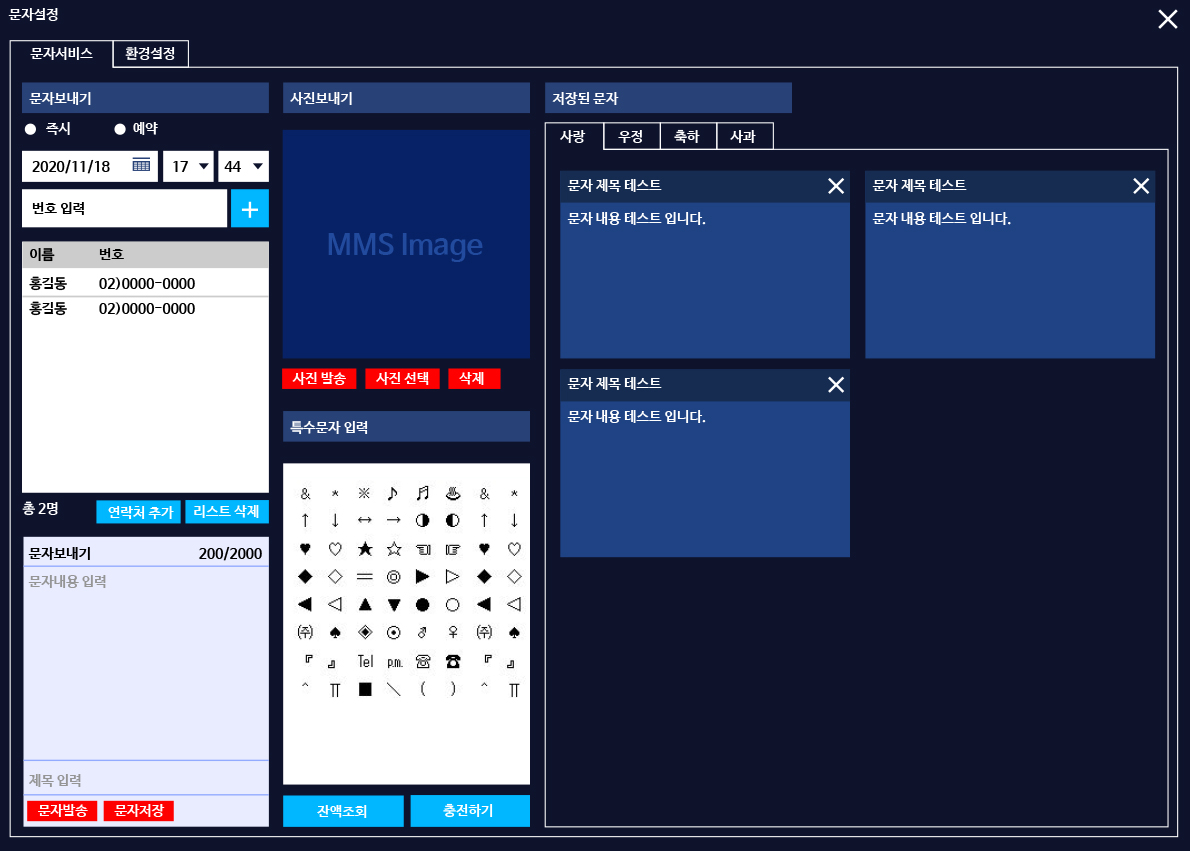 문자설정
문자서비스 환경설정
문자보내기
즉시 예약
2020/11/18 17 44
번호 입력
이름 번호
홍길동 02)0000-0000
홍길동 02)0000-0000
총 2명 연락처 추가 리스트 삭제
문자보내기 200/2000
문자내용 입력
제목 입력
문자발송 문자저장
사진보내기
MMS Image
사진 발송 사진 선택 삭제
특수문자 입력
& * ※ ♪ ♬ ♨ & *
↑ ↓ ↔ → ◑ ◐ ↑ ↓
♥ ♡ ★ ☆ ☜ ☞ ♥ ♡
◆ ◇ = ◎ ▶ ▷ ◆ ◇
◀ ◁ ▲ ▼ ● ○ ◀ ◁
㈜ ♠ ◈ ⊙ ♂ ♀ ㈜ ♠
『 』 Tel p.m. ☏ ☎ 『 』
^ ㅠ ■ \ ( ) ^ ㅠ
잔액조회 충전하기
저장된 문자
사랑 우정 축하 사과
문자 제목 테스트
문자 내용 테스트 입니다.
문자 제목 테스트
문자 내용 테스트 입니다.
문자 제목 테스트
문자 내용 테스트 입니다.